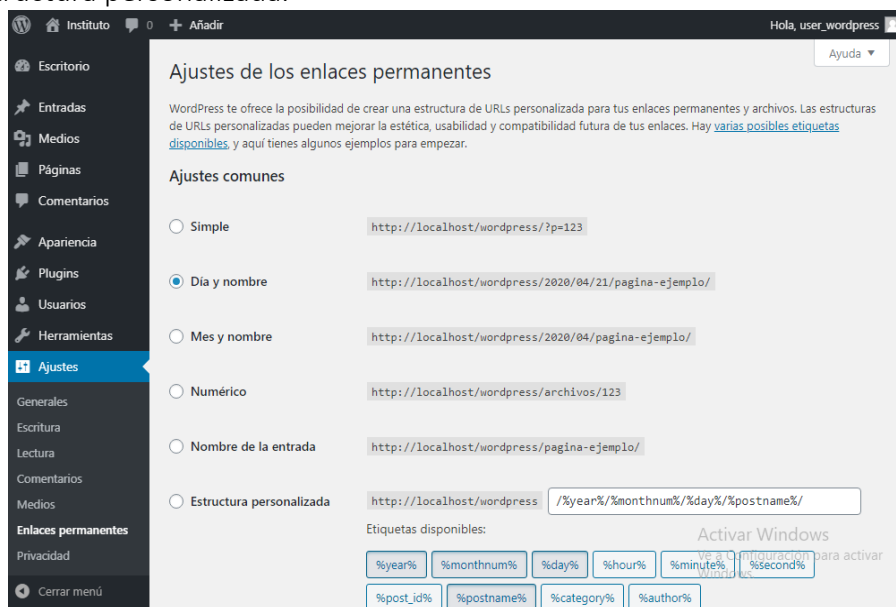 ructura personalizada.
Instituto 0 + Añadir Hola, user_wordpress
Ayuda ▼
Escritorio
Entradas
Medios
Páginas
Comentarios
Apariencia
Plugins
Usuarios
Herramientas
Ajustes
Generales
Escritura
Lectura
Comentarios
Medios
Enlaces permanentes
Privacidad
Cerrar menú
Ajustes de los enlaces permanentes
WordPress te ofrece la posibilidad de crear una estructura de URLs personalizada para tus enlaces permanentes y archivos. Las estructuras
de URLs personalizadas pueden mejorar la estética, usabilidad y compatibilidad futura de tus enlaces. Hay varias posibles etiquetas
disponibles, y aquí tienes algunos ejemplos para empezar.
Ajustes comunes
Simple http://localhost/wordpress/?p=123
Día y nombre http://localhost/wordpress/2020/04/21/pagina-ejemplo/
Mes y nombre http://localhost/wordpress/2020/04/pagina-ejemplo/
Numérico http://localhost/wordpress/archivos/123
Nombre de la entrada http://localhost/wordpress/pagina-ejemplo/
Estructura personalizada http://localhost/wordpress /%year%/%monthnum%/%day%/%postname%/
Etiquetas disponibles:
%year% %monthnum% %day% %hour% %minute% %second%
%post_id% %postname% %category% %author%
Activar Windows
Ve a Configuración para activar
Windows.